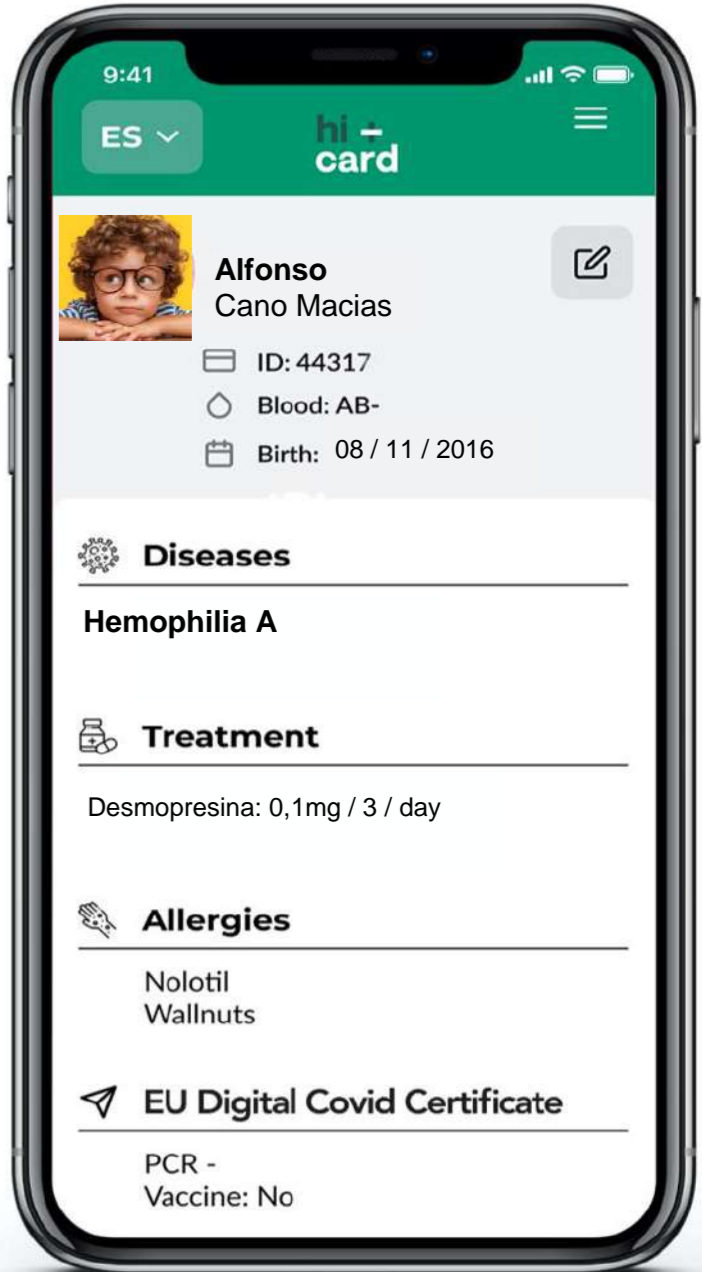 9:41
ES
hi +
card
Alfonso
Cano Macias
ID: 44317
Blood: AB-
Birth: 08 / 11 / 2016
Diseases
Hemophilia A
Treatment
Desmopresina: 0,1mg / 3 / day
Allergies
Nolotil
Wallnuts
EU Digital Covid Certificate
PCR -
Vaccine: No